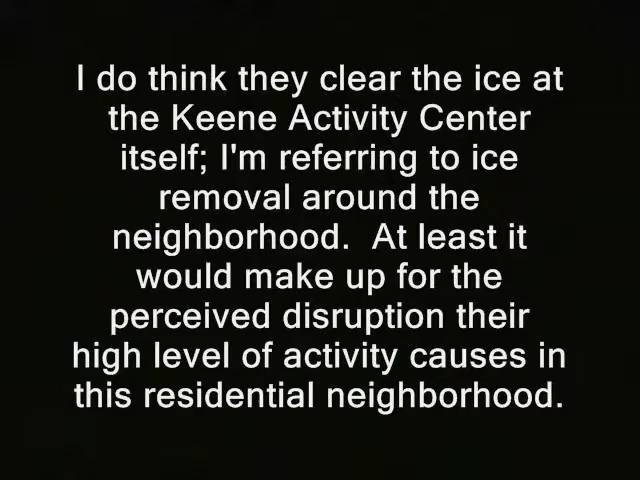 I do think they clear the ice at
the Keene Activity Center
itself; I'm referring to ice
removal around the
neighborhood.  At least it
would make up for the
perceived disruption their
high level of activity causes in
this residential neighborhood.